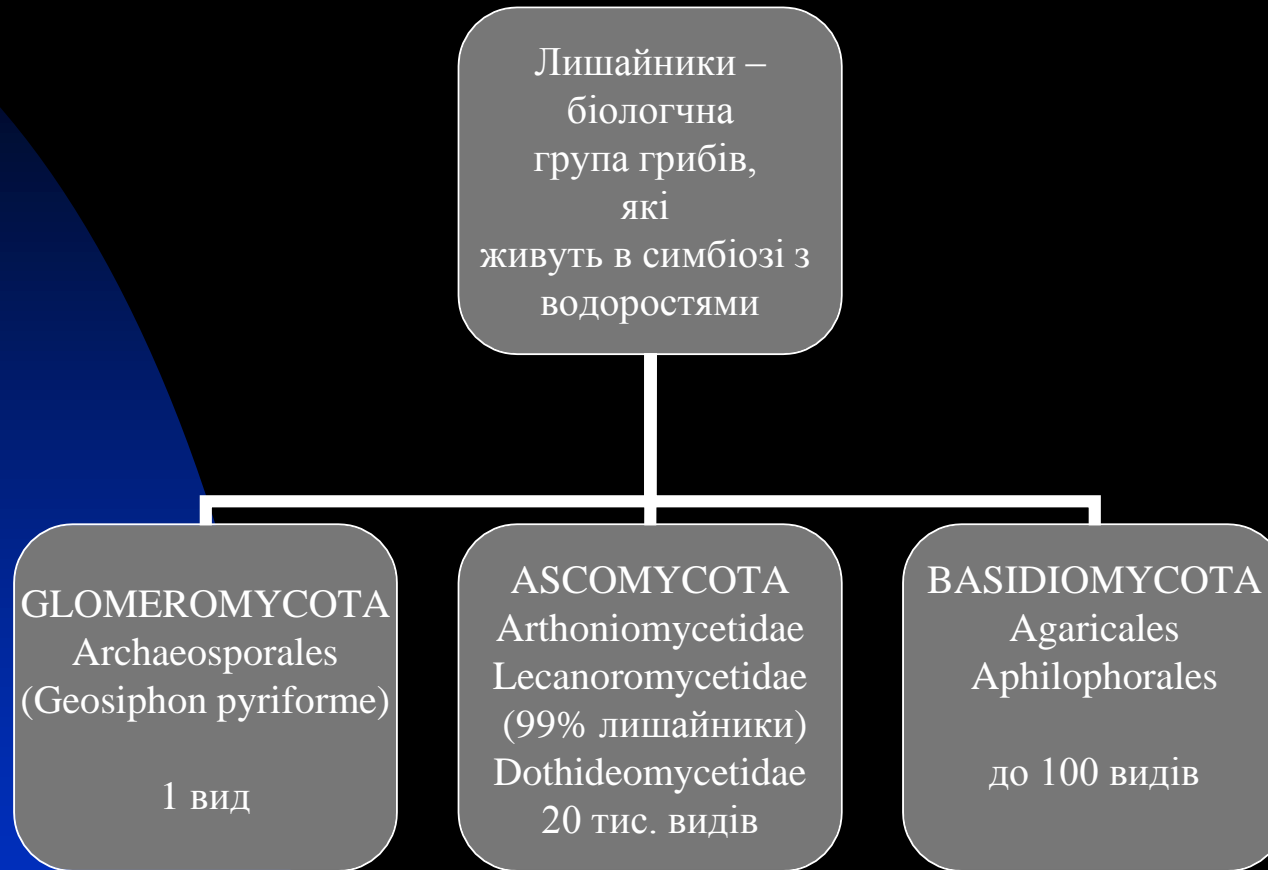 Лишайники –
біологчна
група грибів,
які
живуть в симбіозі з
водоростями
GLOMEROMYCOTA
Archaeosporales
(Geosiphon pyriforme)
1 вид
ASCOMYCOTA
Arthoniomycetidae
Lecanoromycetidae
(99% лишайники)
Dothideomycetidae
20 тис. видів
BASIDIOMYCOTA
Agaricales
Aphilophorales
до 100 видів